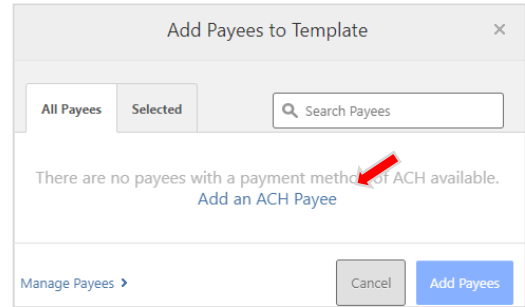 Add Payees to Template ×
All Payees Selected Search Payees
There are no payees with a payment method of ACH available.
Add an ACH Payee
Manage Payees > Cancel Add Payees